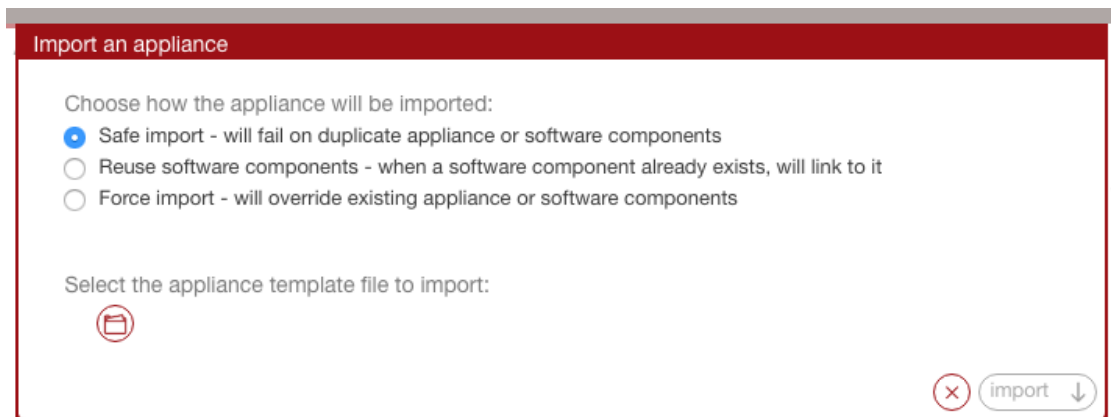 Import an appliance
Choose how the appliance will be imported:
Safe import - will fail on duplicate appliance or software components
Reuse software components - when a software component already exists, will link to it
Force import - will override existing appliance or software components
Select the appliance template file to import:
import